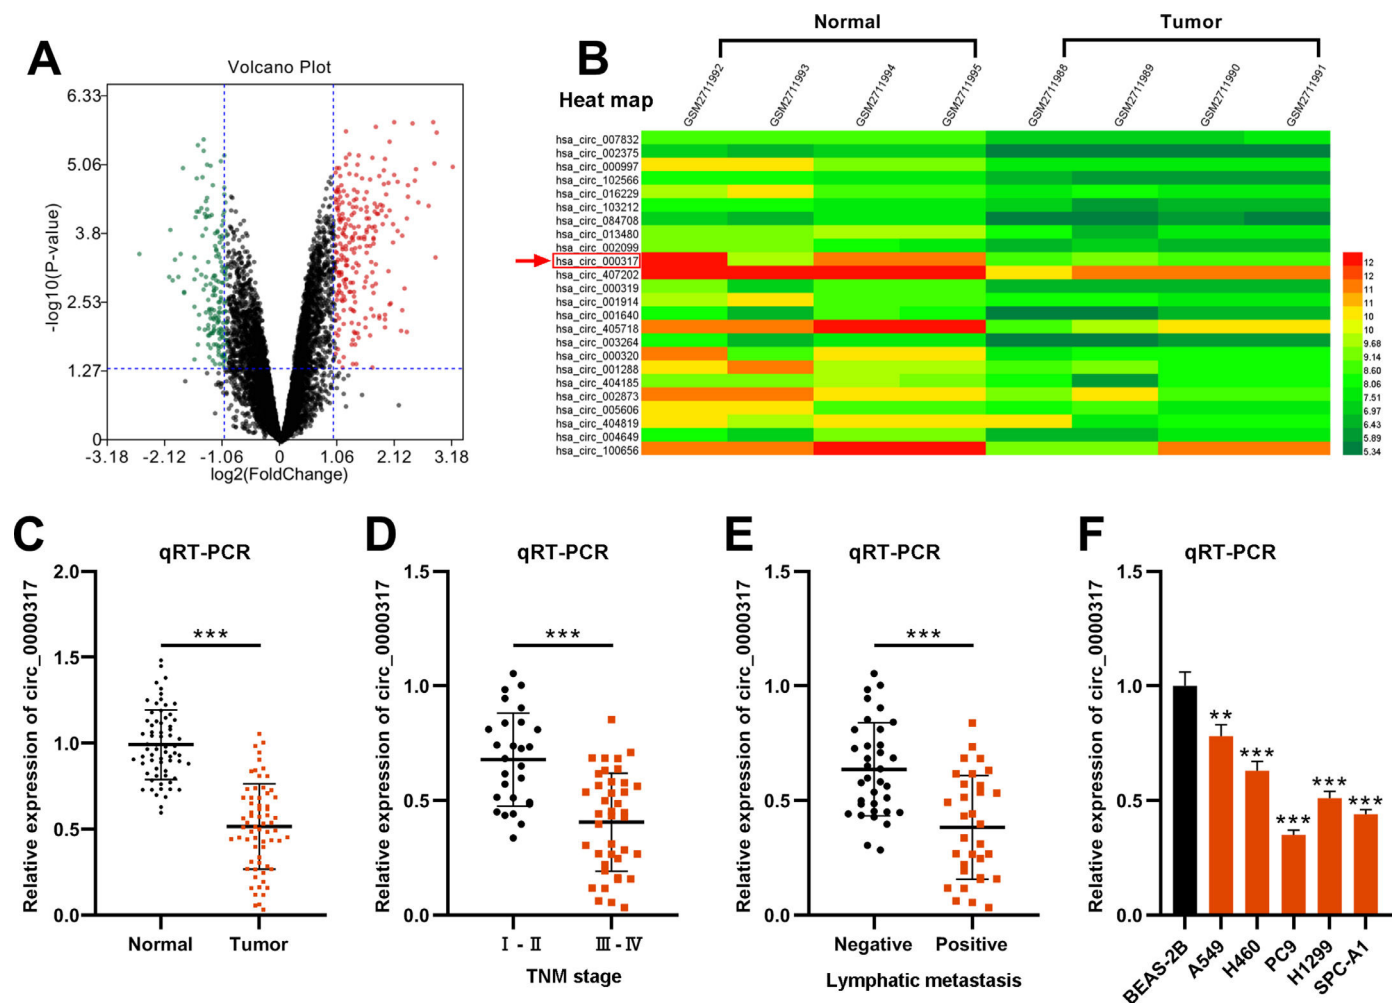 A
Volcano Plot
6.33
5.06
3.8
2.53
1.27
0
-log10(P-value)
-3.18 -2.12 -1.06 0 1.06 2.12 3.18
log2(FoldChange)
B
Normal Tumor
Heat map
GSM2711992 GSM2711993 GSM2711994 GSM2711995 GSM2711988 GSM2711989 GSM2711990 GSM2711991
hsa_circ_007832
hsa_circ_002375
hsa_circ_000997
hsa_circ_102566
hsa_circ_016229
hsa_circ_103212
hsa_circ_084708
hsa_circ_013480
hsa_circ_002099
hsa_circ_000317
hsa_circ_407202
hsa_circ_000319
hsa_circ_001914
hsa_circ_001640
hsa_circ_405718
hsa_circ_003264
hsa_circ_000320
hsa_circ_001288
hsa_circ_404185
hsa_circ_002873
hsa_circ_005606
hsa_circ_404819
hsa_circ_004649
hsa_circ_100656
12
12
11
11
10
10
9.68
9.14
8.60
8.06
7.51
6.97
6.43
5.89
5.34
C
qRT-PCR
Relative expression of circ_0000317
2.0
1.5
1.0
0.5
0.0
***
Normal Tumor
D
qRT-PCR
Relative expression of circ_0000317
1.5
1.0
0.5
0.0
***
Ⅰ - Ⅱ Ⅲ - Ⅳ
TNM stage
E
qRT-PCR
Relative expression of circ_0000317
1.5
1.0
0.5
0.0
***
Negative Positive
Lymphatic metastasis
F
qRT-PCR
Relative expression of circ_0000317
1.5
1.0
0.5
0.0
** *** *** *** ***
BEAS-2B A549 H460 PC9 H1299 SPC-A1